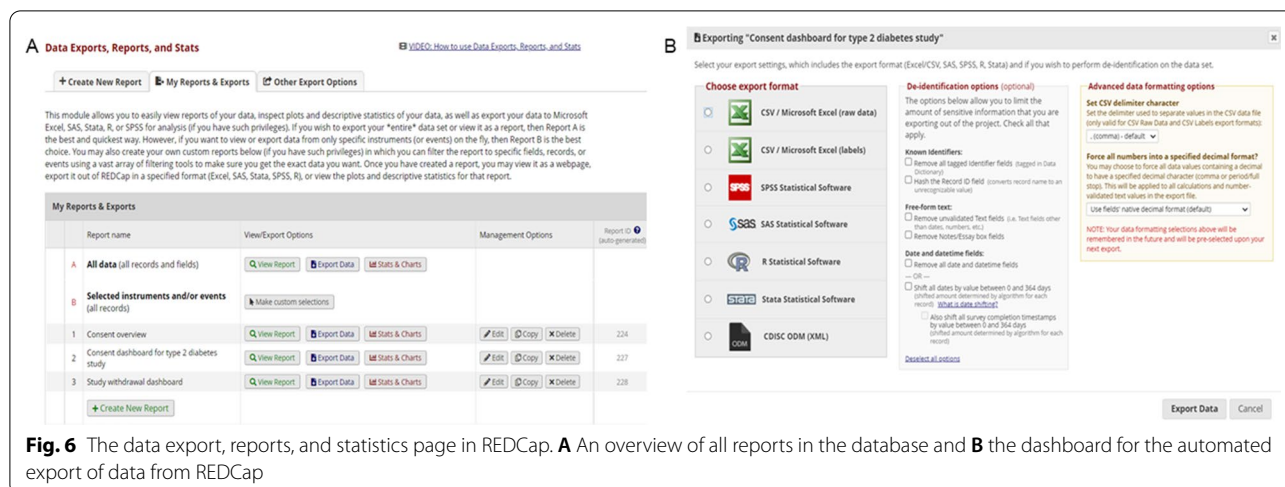 A Data Exports, Reports, and Stats
VIDEO: How to use Data Exports, Reports, and Stats
+ Create New Report
My Reports & Exports
Other Export Options
This module allows you to easily view reports of your data, inspect plots and descriptive statistics of your data, as well as export your data to Microsoft
Excel, SAS, Stata, R, or SPSS for analysis (if you have such privileges). If you wish to export your *entire* data set or view it as a report, then Report A is
the best and quickest way. However, if you want to view or export data from only specific instruments (or events) on the fly, then Report B is the best
choice. You may also create your own custom reports below (if you have such privileges) in which you can filter the report to specific fields, records, or
events using a vast array of filtering tools to make sure you get the exact data you want. Once you have created a report, you may view it as a webpage,
export it out of REDCap in a specified format (Excel, SAS, Stata, SPSS, R), or view the plots and descriptive statistics for that report.
My Reports & Exports
Report name
View/Export Options
Management Options
Report ID
(auto-generated)
A All data (all records and fields) View Report Export Data Stats & Charts
B Selected instruments and/or events
(all records)
Make custom selections
1 Consent overview View Report Export Data Stats & Charts Edit Copy Delete 224
2 Consent dashboard for type 2 diabetes
study
View Report Export Data Stats & Charts Edit Copy Delete 227
3 Study withdrawal dashboard View Report Export Data Stats & Charts Edit Copy Delete 228
+ Create New Report
B Exporting "Consent dashboard for type 2 diabetes study"
Select your export settings, which includes the export format (Excel/CSV, SAS, SPSS, R, Stata) and if you wish to perform de-identification on the data set.
Choose export format
CSV / Microsoft Excel (raw data)
CSV / Microsoft Excel (labels)
SPSS SPSS Statistical Software
SAS SAS Statistical Software
R R Statistical Software
STATA Stata Statistical Software
ODM CDISC ODM (XML)
De-identification options (optional)
The options below allow you to limit the
amount of sensitive information that you are
exporting out of the project. Check all that
apply.
Known Identifiers:
Remove all tagged Identifier fields (tagged in Data
Dictionary)
Hash the Record ID field (converts record name to an
unrecognizable value)
Free-form text:
Remove unvalidated Text fields (i.e. Text fields other
than dates, numbers, etc.)
Remove Notes/Essay box fields
Date and datetime fields:
Remove all date and datetime fields
— OR —
Shift all dates by value between 0 and 364 days
(shifted amount determined by algorithm for each
record) What is date shifting?
Also shift all survey completion timestamps
by value between 0 and 364 days
(shifted amount determined by algorithm for each
record)
Deselect all options
Advanced data formatting options
Set CSV delimiter character
Set the delimiter used to separate values in the CSV data file
(only valid for CSV Raw Data and CSV Labels export formats):
, (comma) - default
Force all numbers into a specified decimal format?
You may choose to force all data values containing a decimal
to have a specified decimal character (comma or period/full
stop). This will be applied to all calculations and number-
validated text values in the export file.
Use fields' native decimal format (default)
NOTE: Your data formatting selections above will be
remembered in the future and will be pre-selected upon your
next export.
Export Data
Cancel
Fig. 6 The data export, reports, and statistics page in REDCap. A An overview of all reports in the database and B the dashboard for the automated
export of data from REDCap